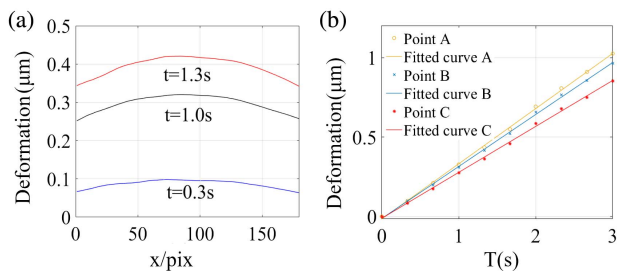 (a)
Deformation(μm)
0.5
0.4
0.3
0.2
0.1
0
t=1.3s
t=1.0s
t=0.3s
0 50 100 150
x/pix
(b)
Deformation(μm)
1
0.5
0
Point A
Fitted curve A
Point B
Fitted curve B
Point C
Fitted curve C
0 1 2 3
T(s)